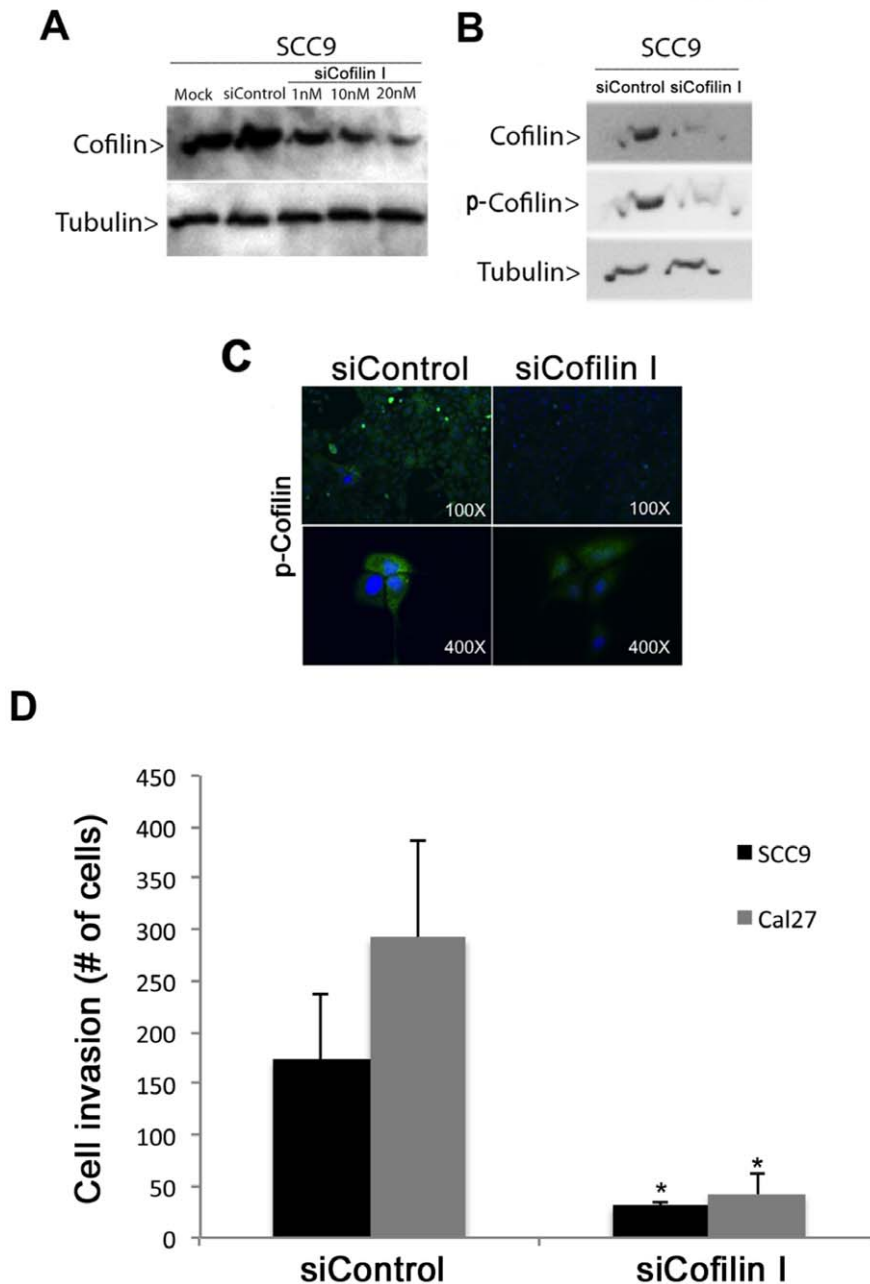 A
SCC9
siCofilin I
Mock siControl 1nM 10nM 20nM
Cofilin>
Tubulin>
B
SCC9
siControl siCofilin I
Cofilin>
p-Cofilin>
Tubulin>
C
siControl siCofilin I
p-Cofilin
100X 100X
400X 400X
D
Cell invasion (# of cells)
450
400
350
300
250
200
150
100
50
0
SCC9
Cal27
* *
siControl siCofilin I